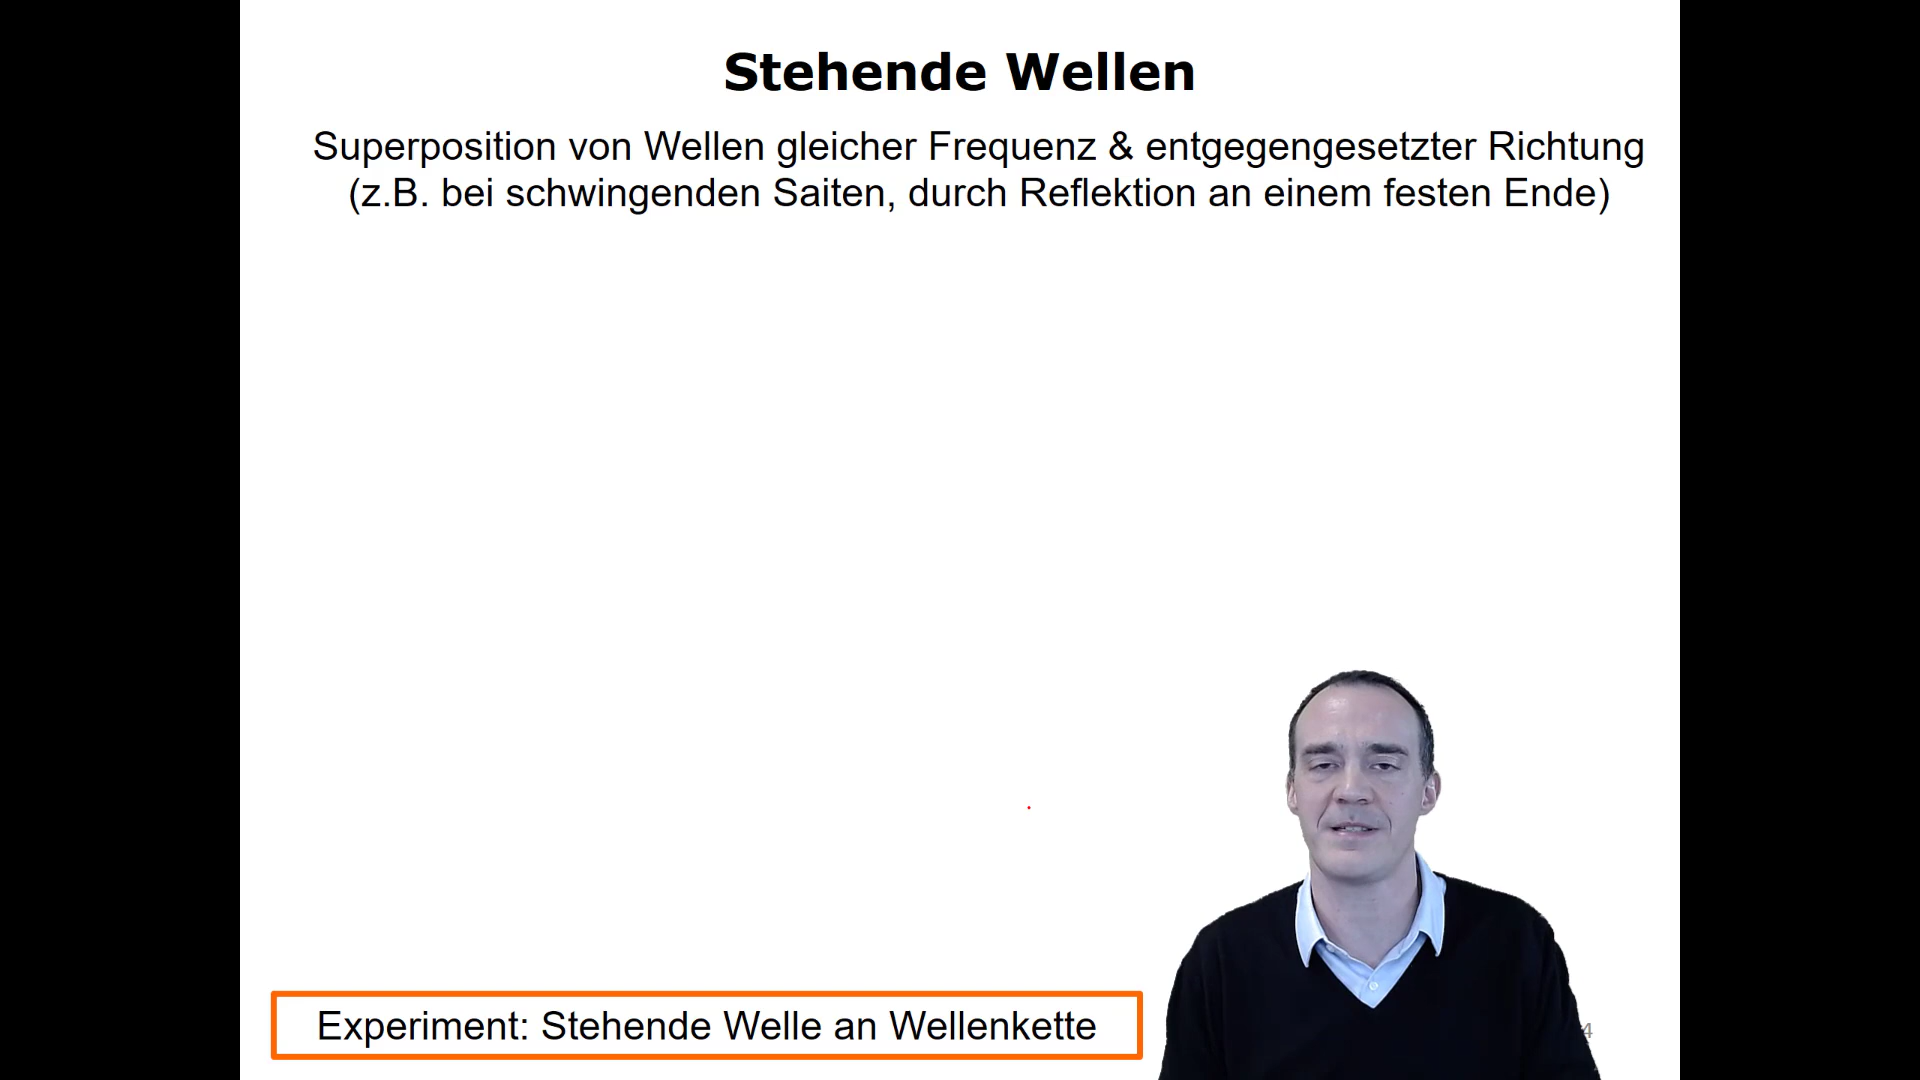 Stehende Wellen
Superposition von Wellen gleicher Frequenz & entgegengesetzter Richtung
(z.B. bei schwingenden Saiten, durch Reflektion an einem festen Ende)
Experiment: Stehende Welle an Wellenkette
4